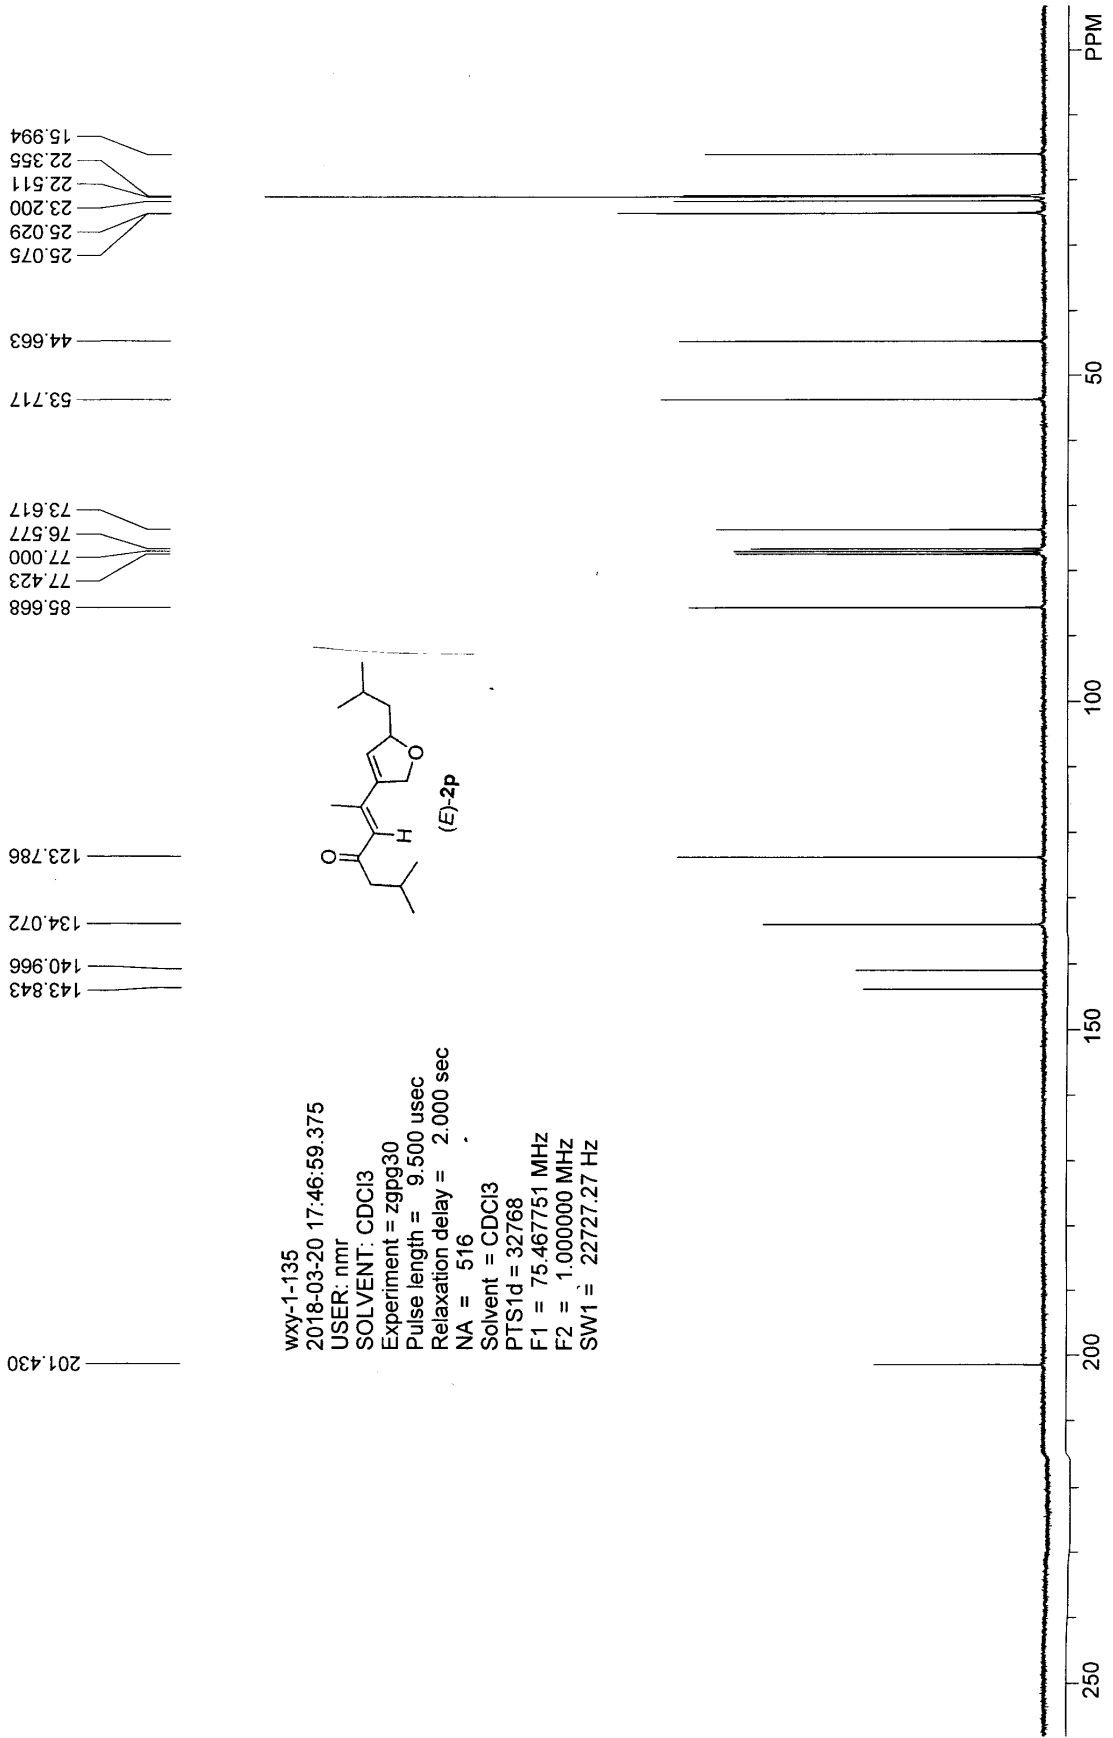 15.994
22.355
22.511
23.200
25.029
25.075
44.663
53.717
73.617
76.577
77.000
77.423
85.668
123.786
134.072
140.966
143.843
201.430
O
H
O
(E)-2p
wxy-1-135
2018-03-20 17:46:59.375
USER: nmr
SOLVENT: CDCl3
Experiment = zgpg30
Pulse length = 9.500 usec
Relaxation delay = 2.000 sec
NA = 516
Solvent = CDCl3
PTS1d = 32768
F1 = 75.467751 MHz
F2 = 1.000000 MHz
SW1 = 22727.27 Hz
250
200
150
100
50
PPM